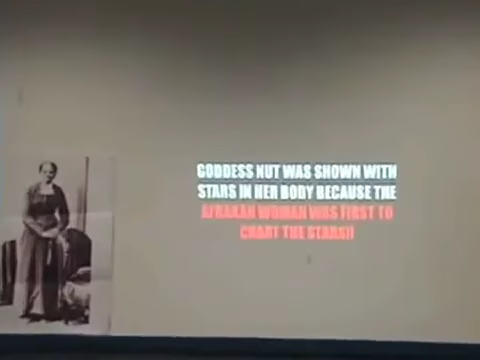 GODDESS NUT WAS SHOWN WITH
STARS IN HER BODY BECAUSE THE
AFRAKAN WOMAN WAS FIRST TO
CHART THE STARS!!